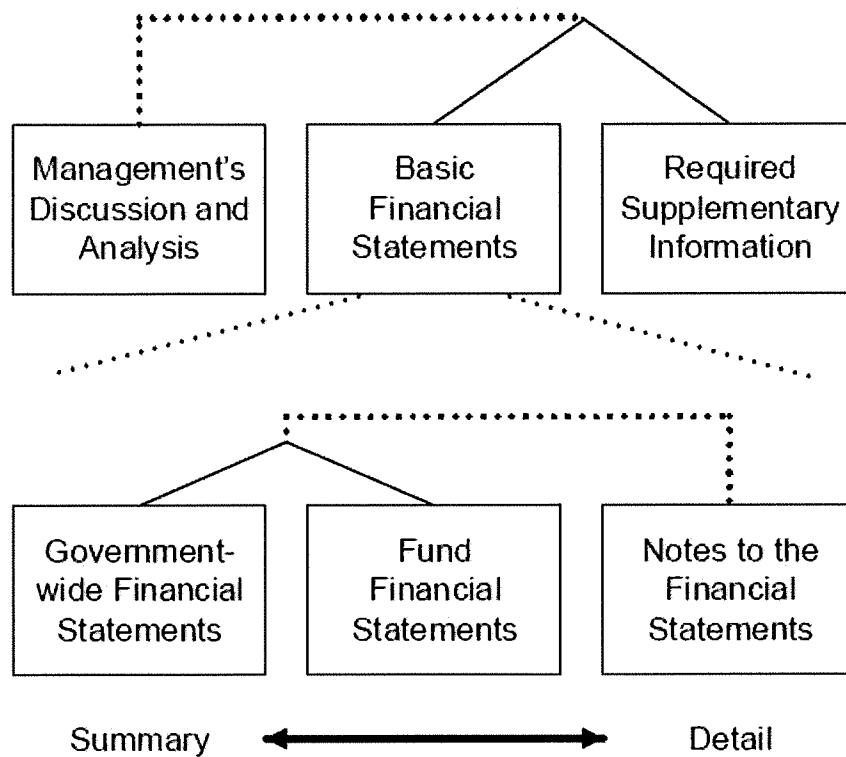 Management's
Discussion and
Analysis
Basic
Financial
Statements
Required
Supplementary
Information
Government-
wide Financial
Statements
Fund
Financial
Statements
Notes to the
Financial
Statements
Summary
Detail